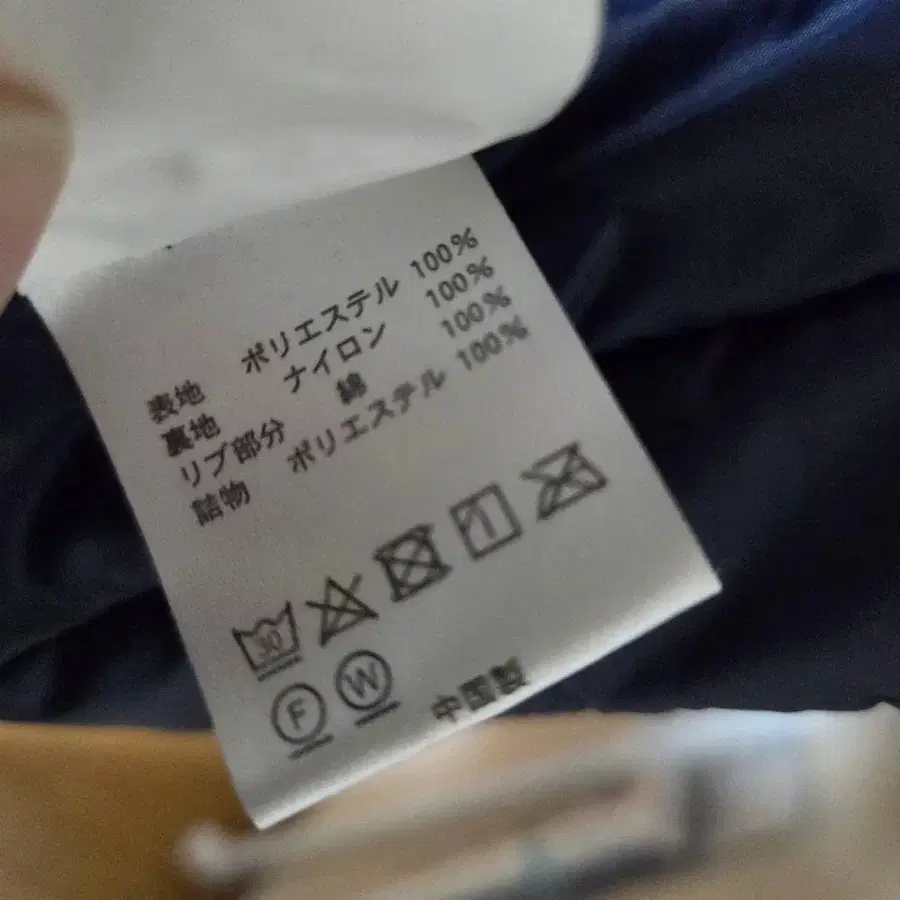 表地 ポリエステル 100%
裏地 ナイロン 100%
リブ部分 綿 100%
詰物 ポリエステル 100%
30
F W
中国製